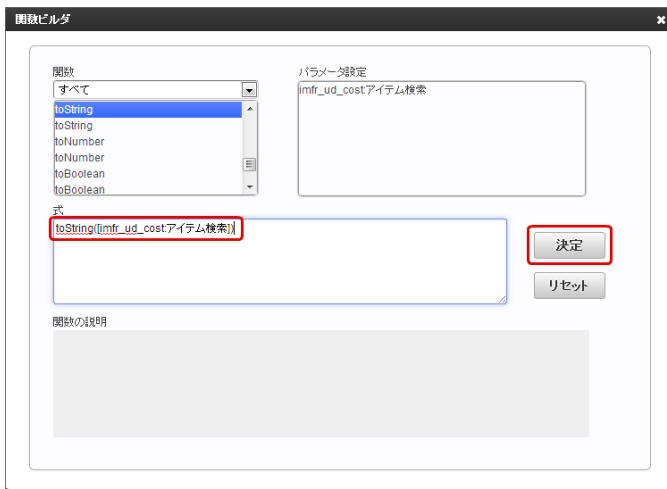 関数ビルダ
関数
すべて
toString
toString
toNumber
toNumber
toBoolean
toBoolean
パラメータ設定
imfr_ud_cost:アイテム検索
式
toString([imfr_ud_cost:アイテム検索])
決定
リセット
関数の説明